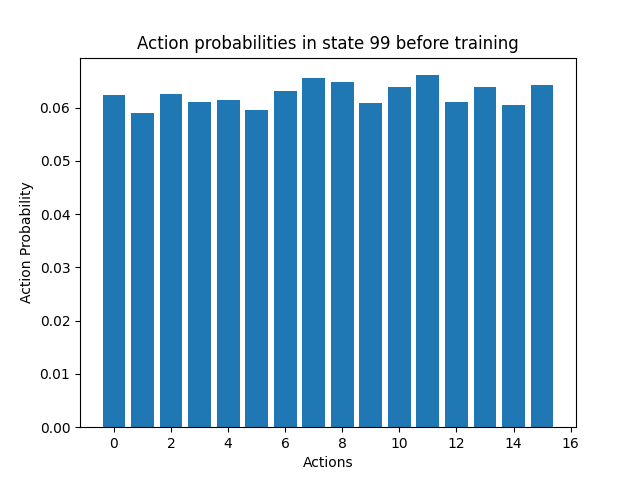 Action probabilities in state 99 before training
0.06
0.05
0.04
0.03
0.02
0.01
0.00
Action Probability
0 2 4 6 8 10 12 14 16
Actions